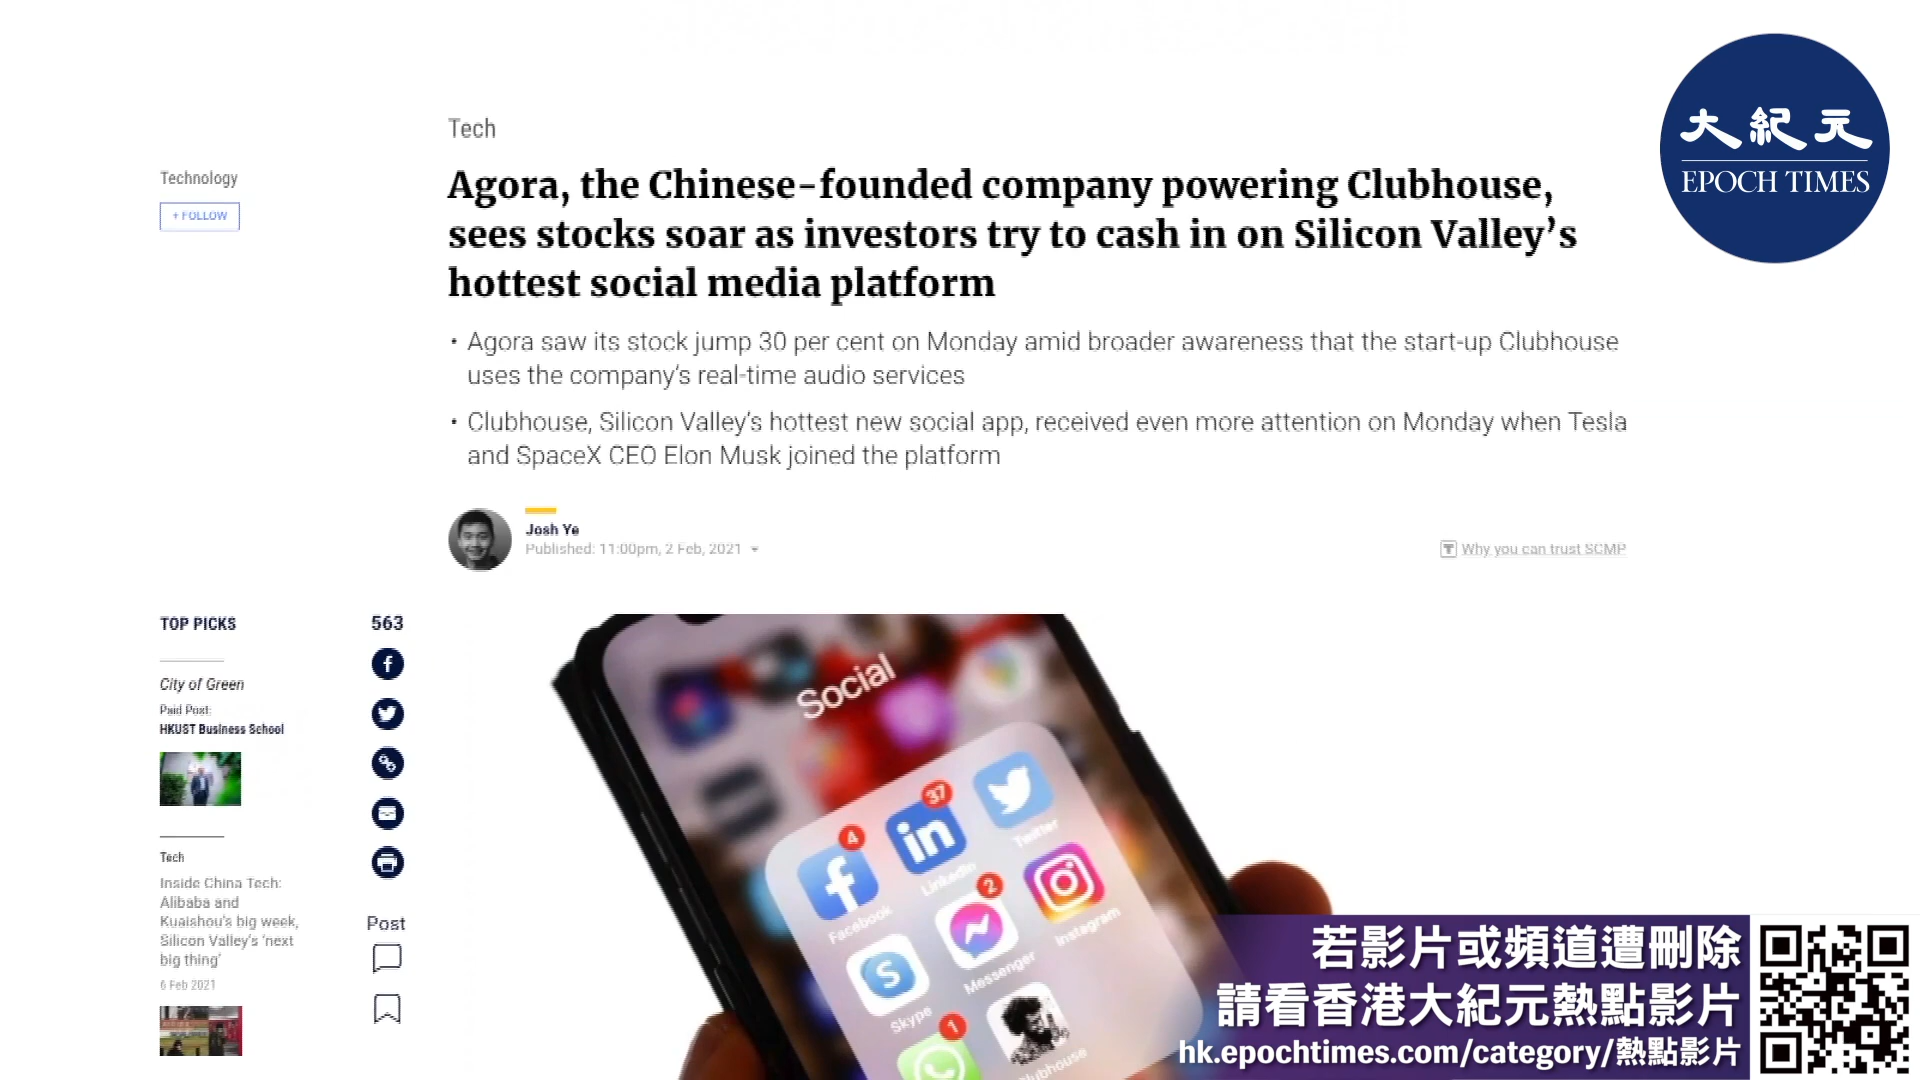 大紀元
EPOCH TIMES
Tech
Agora, the Chinese-founded company powering Clubhouse,
sees stocks soar as investors try to cash in on Silicon Valley’s
hottest social media platform
Technology
+ FOLLOW
• Agora saw its stock jump 30 per cent on Monday amid broader awareness that the start-up Clubhouse
uses the company’s real-time audio services
• Clubhouse, Silicon Valley’s hottest new social app, received even more attention on Monday when Tesla
and SpaceX CEO Elon Musk joined the platform
Josh Ye
Published: 11:00pm, 2 Feb, 2021
Why you can trust SCMP
TOP PICKS
City of Green
Paid Post:
HKUST Business School
Tech
Inside China Tech:
Alibaba and
Kuaishou’s big week,
Silicon Valley’s ‘next
big thing’
6 Feb 2021
563
Post
Social
4
Facebook
37
LinkedIn
Twitter
Skype
2
Messenger
Instagram
1
Clubhouse
若影片或頻道遭刪除
請看香港大紀元熱點影片
hk.epochtimes.com/category/熱點影片